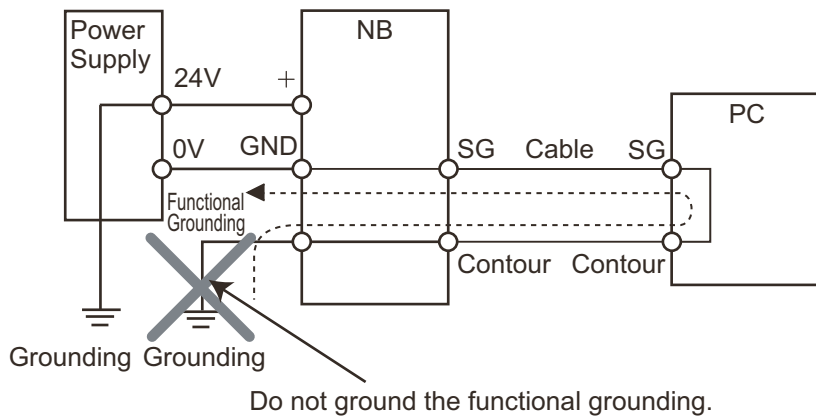 Power
Supply
NB
24V
+
PC
0V
GND
SG
Cable
SG
Functional
Grounding
Contour
Contour
Grounding
Grounding
Do not ground the functional grounding.